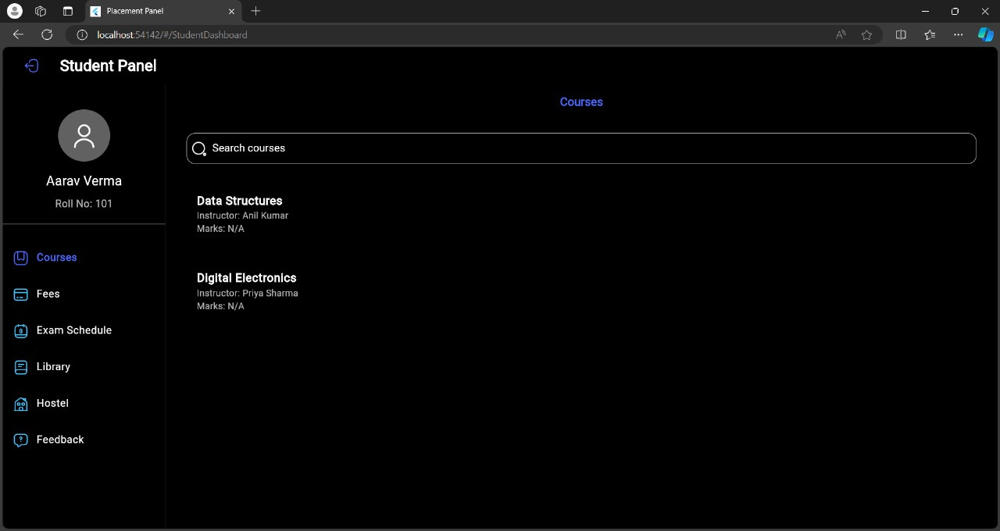 Placement Panel
localhost:54142/#/StudentDashboard
Student Panel
Aarav Verma
Roll No: 101
Courses
Fees
Exam Schedule
Library
Hostel
Feedback
Courses
Search courses
Data Structures
Instructor: Anil Kumar
Marks: N/A
Digital Electronics
Instructor: Priya Sharma
Marks: N/A